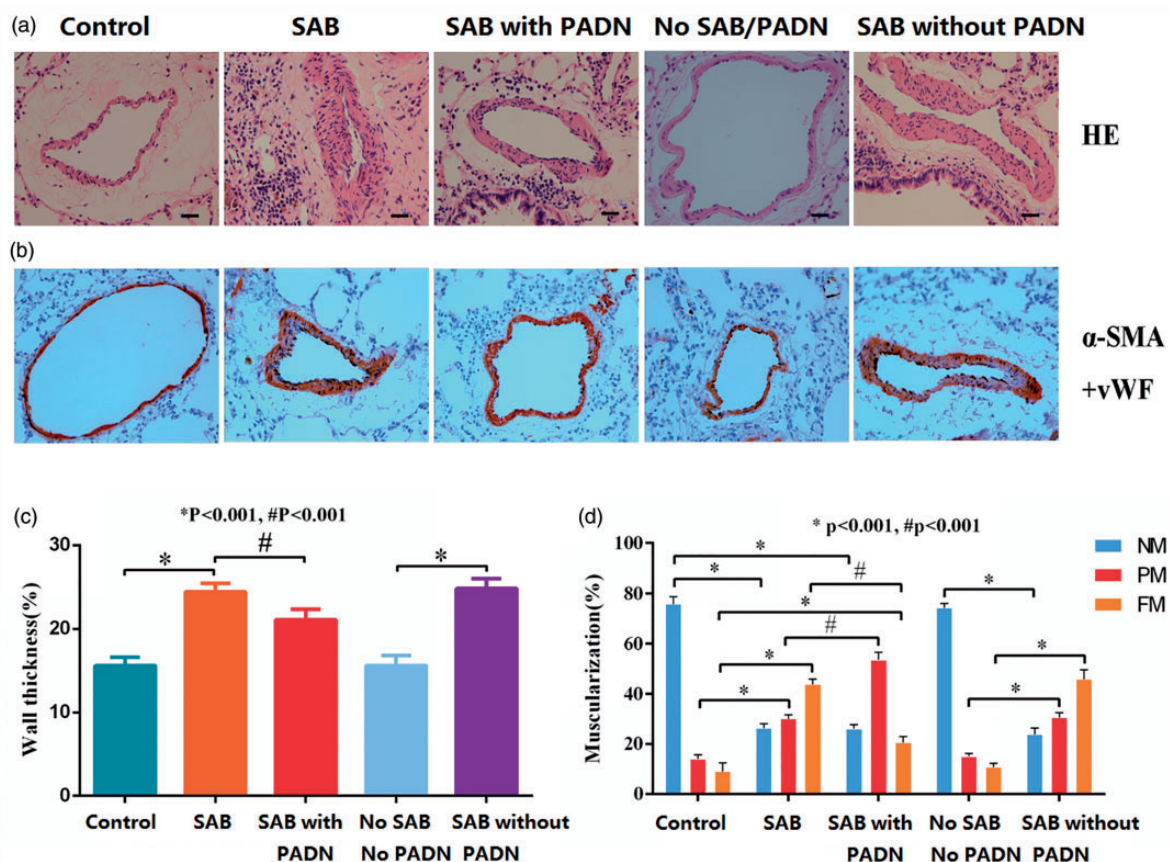 (a)
Control SAB SAB with PADN No SAB/PADN SAB without PADN
HE
(b)
α-SMA
+vWF
(c)
*P<0.001, #P<0.001
Wall thickness(%)
30
20
10
0
* # *
Control SAB SAB with No SAB SAB without
PADN No PADN PADN
(d)
* p<0.001, #p<0.001
Muscularization(%)
100
80
60
40
20
0
* * # * # * * * * *
NM
PM
FM
Control SAB SAB with No SAB SAB without
PADN No PADN PADN